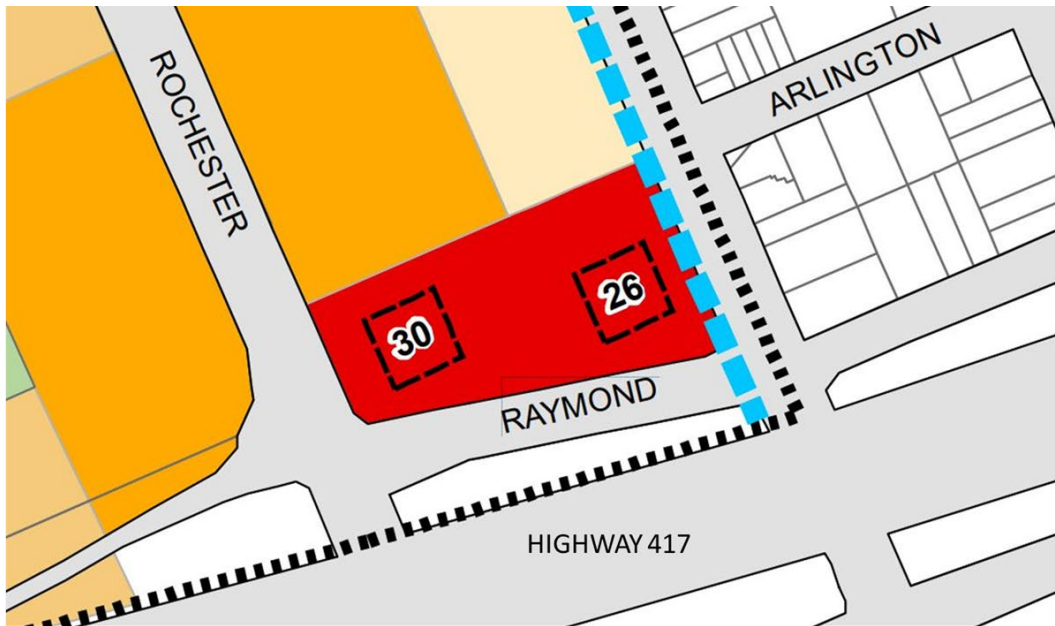 ROCHESTER
ARLINGTON
30
26
RAYMOND
HIGHWAY 417